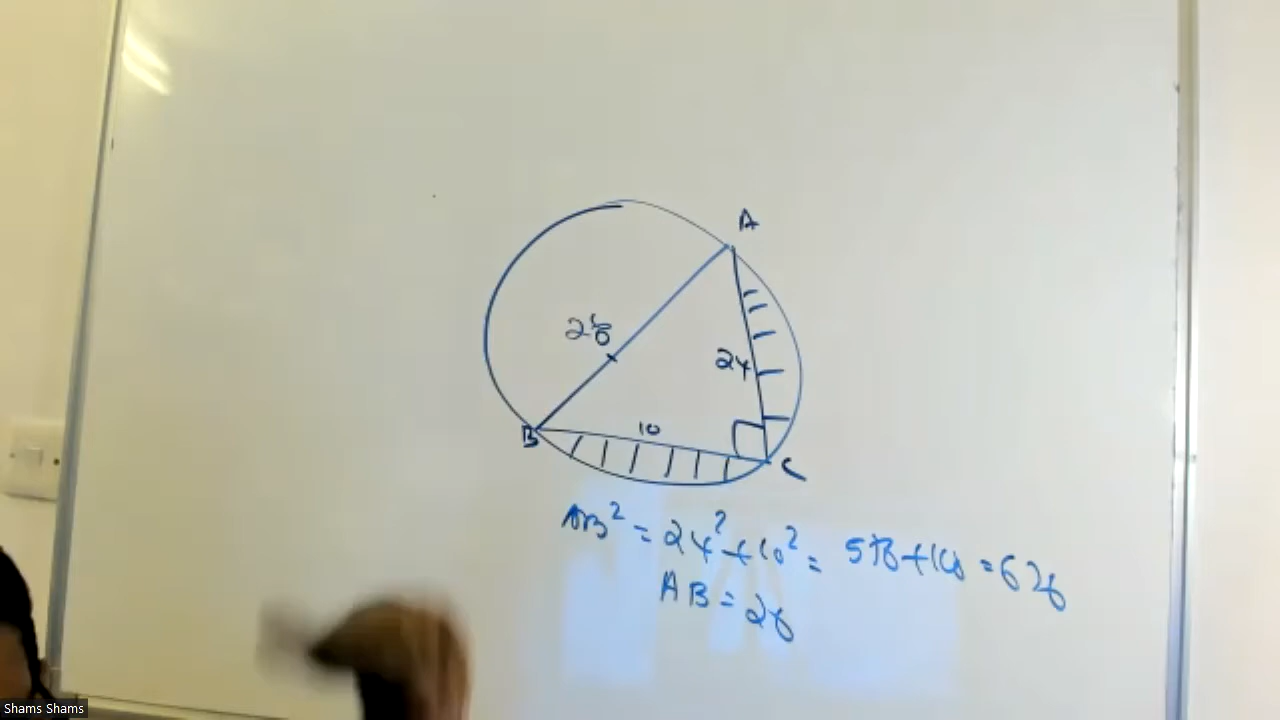 A
26
24
10
B
C
AB² = 24² + 10² = 576 + 100 = 676
AB = 26
Shams Shams